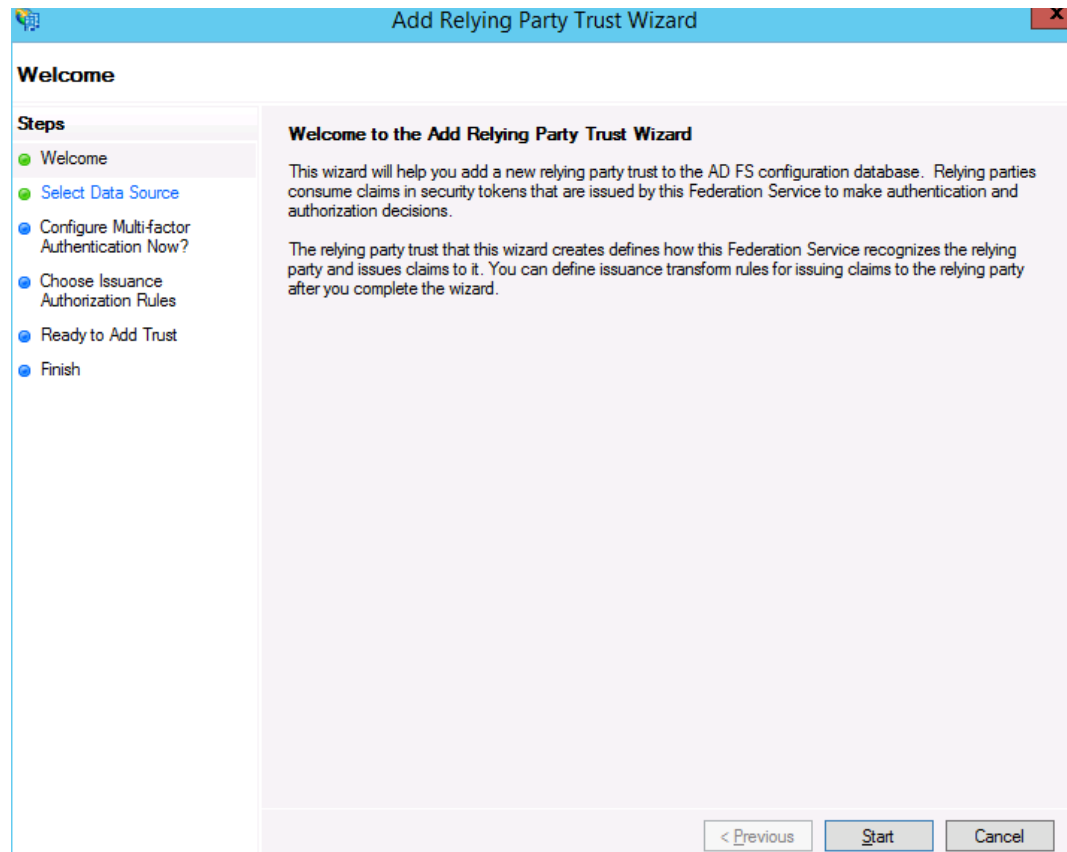 Add Relying Party Trust Wizard
x
Welcome
Steps
Welcome
Select Data Source
Configure Multi-factor
Authentication Now?
Choose Issuance
Authorization Rules
Ready to Add Trust
Finish
Welcome to the Add Relying Party Trust Wizard
This wizard will help you add a new relying party trust to the AD FS configuration database.  Relying parties
consume claims in security tokens that are issued by this Federation Service to make authentication and
authorization decisions.
The relying party trust that this wizard creates defines how this Federation Service recognizes the relying
party and issues claims to it. You can define issuance transform rules for issuing claims to the relying party
after you complete the wizard.
< Previous
Start
Cancel